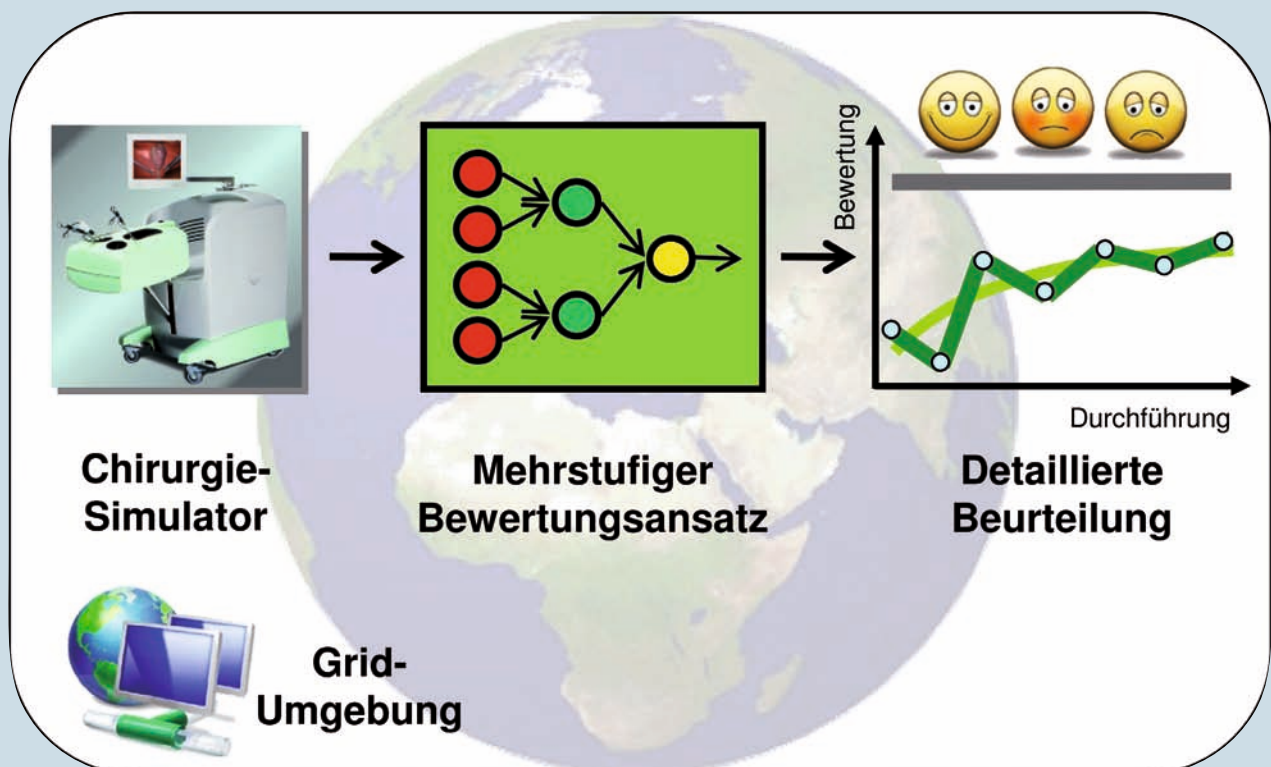 Bewertung
Durchführung
Chirurgie-
Simulator
Mehrstufiger
Bewertungsansatz
Detaillierte
Beurteilung
Grid-
Umgebung